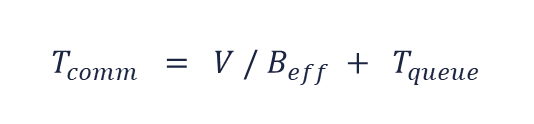 T_comm = V / B_eff + T_queue